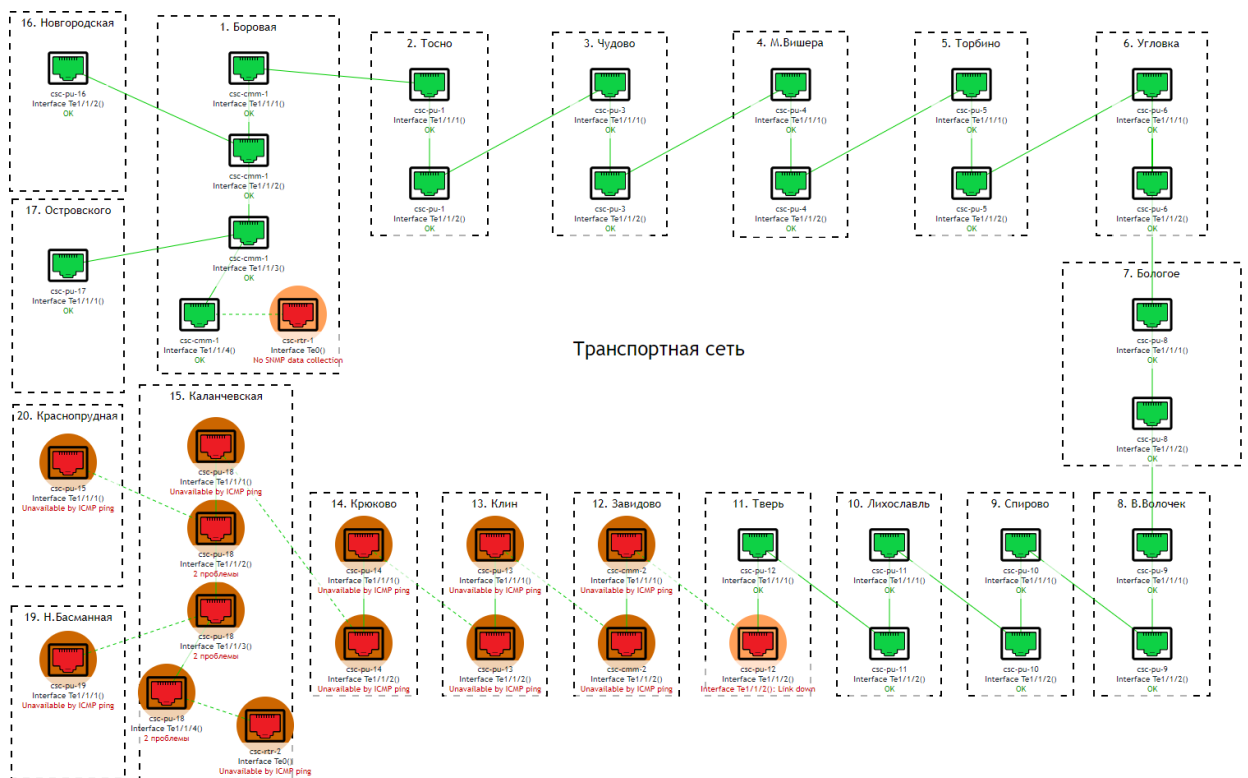 16. Новгородская
csc-pu-16
Interface Te1/1/2()
OK
1. Боровая
csc-cmm-1
Interface Te1/1/1()
OK
csc-cmm-1
Interface Te1/1/2()
OK
csc-cmm-1
Interface Te1/1/3()
OK
csc-cmm-1
Interface Te1/1/4()
OK
csc-rtr-1
Interface Te0()
No SNMP data collection
2. Тосно
csc-pu-1
Interface Te1/1/1()
OK
csc-pu-1
Interface Te1/1/2()
OK
3. Чудово
csc-pu-3
Interface Te1/1/1()
OK
csc-pu-3
Interface Te1/1/2()
OK
4. М.Вишера
csc-pu-4
Interface Te1/1/1()
OK
csc-pu-4
Interface Te1/1/2()
OK
5. Торбино
csc-pu-5
Interface Te1/1/1()
OK
csc-pu-5
Interface Te1/1/2()
OK
6. Угловка
csc-pu-6
Interface Te1/1/1()
OK
csc-pu-6
Interface Te1/1/2()
OK
17. Островского
csc-pu-17
Interface Te1/1/1()
OK
7. Бологое
csc-pu-8
Interface Te1/1/1()
OK
csc-pu-8
Interface Te1/1/2()
OK
Транспортная сеть
20. Краснопрудная
csc-pu-15
Interface Te1/1/1()
Unavailable by ICMP ping
15. Каланчевская
csc-pu-18
Interface Te1/1/1()
Unavailable by ICMP ping
csc-pu-18
Interface Te1/1/2()
2 проблемы
csc-pu-18
Interface Te1/1/3()
2 проблемы
csc-pu-18
Interface Te1/1/4()
2 проблемы
csc-rtr-2
Interface Te0()
Unavailable by ICMP ping
14. Крюково
csc-pu-14
Interface Te1/1/1()
Unavailable by ICMP ping
csc-pu-14
Interface Te1/1/2()
Unavailable by ICMP ping
13. Клин
csc-pu-13
Interface Te1/1/1()
Unavailable by ICMP ping
csc-pu-13
Interface Te1/1/2()
Unavailable by ICMP ping
12. Завидово
csc-cmm-2
Interface Te1/1/1()
Unavailable by ICMP ping
csc-cmm-2
Interface Te1/1/2()
Unavailable by ICMP ping
11. Тверь
csc-pu-12
Interface Te1/1/1()
OK
csc-pu-12
Interface Te1/1/2()
Interface Te1/1/2(): Link down
10. Лихославль
csc-pu-11
Interface Te1/1/1()
OK
csc-pu-11
Interface Te1/1/2()
OK
9. Спирово
csc-pu-10
Interface Te1/1/1()
OK
csc-pu-10
Interface Te1/1/2()
OK
8. В.Волочек
csc-pu-9
Interface Te1/1/1()
OK
csc-pu-9
Interface Te1/1/2()
OK
19. Н.Басманная
csc-pu-19
Interface Te1/1/1()
Unavailable by ICMP ping